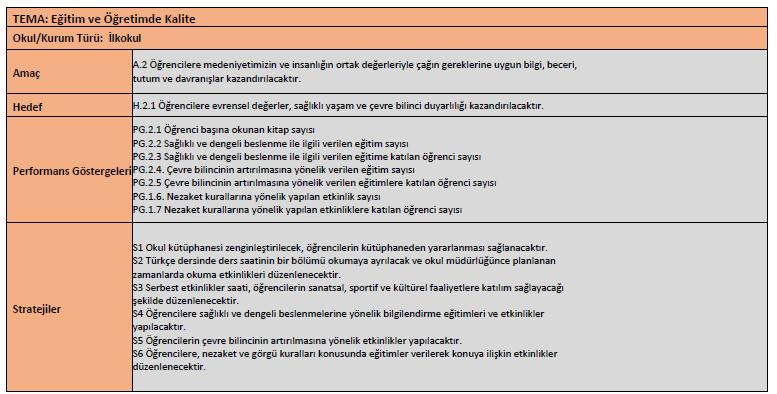 TEMA: Eğitim ve Öğretimde Kalite
Okul/Kurum Türü: İlkokul
Amaç
A.2 Öğrencilere medeniyetimizin ve insanlığın ortak değerleriyle çağın gereklerine uygun bilgi, beceri,
tutum ve davranışlar kazandırılacaktır.
Hedef
H.2.1 Öğrencilere evrensel değerler, sağlıklı yaşam ve çevre bilinci duyarlılığı kazandırılacaktır.
Performans Göstergeleri
PG.2.1 Öğrenci başına okunan kitap sayısı
PG.2.2 Sağlıklı ve dengeli beslenme ile ilgili verilen eğitim sayısı
PG.2.3 Sağlıklı ve dengeli beslenme ile ilgili verilen eğitime katılan öğrenci sayısı
PG.2.4. Çevre bilincinin artırılmasına yönelik verilen eğitim sayısı
PG.2.5 Çevre bilincinin artırılmasına yönelik verilen eğitimlere katılan öğrenci sayısı
PG.1.6. Nezaket kurallarına yönelik yapılan etkinlik sayısı
PG.1.7 Nezaket kurallarına yönelik yapılan etkinliklere katılan öğrenci sayısı
Stratejiler
S1 Okul kütüphanesi zenginleştirilecek, öğrencilerin kütüphaneden yararlanması sağlanacaktır.
S2 Türkçe dersinde ders saatinin bir bölümü okumaya ayrılacak ve okul müdürlüğünce planlanan
zamanlarda okuma etkinlikleri düzenlenecektir.
S3 Serbest etkinlikler saati, öğrencilerin sanatsal, sportif ve kültürel faaliyetlere katılım sağlayacağı
şekilde düzenlenecektir.
S4 Öğrencilere sağlıklı ve dengeli beslenmelerine yönelik bilgilendirme eğitimleri ve etkinlikler
yapılacaktır.
S5 Öğrencilerin çevre bilincinin artırılmasına yönelik etkinlikler yapılacaktır.
S6 Öğrencilere, nezaket ve görgü kuralları konusunda eğitimler verilerek konuya ilişkin etkinlikler
düzenlenecektir.